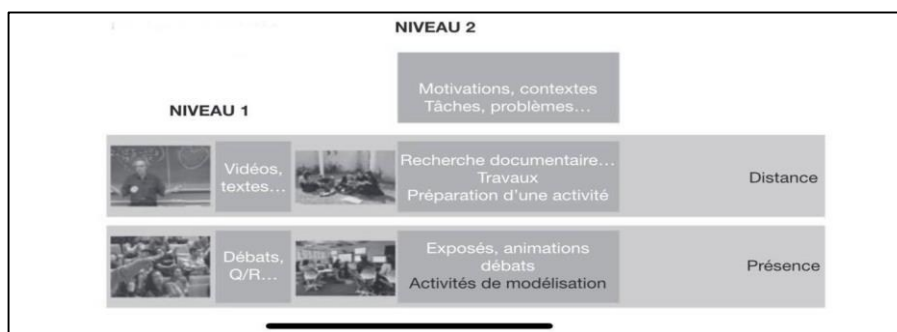 NIVEAU 2
Motivations, contextes
Tâches, problèmes...
NIVEAU 1
Vidéos,
textes...
Recherche documentaire...
Travaux
Préparation d'une activité
Distance
Débats,
Q/R...
Exposés, animations
débats
Activités de modélisation
Présence